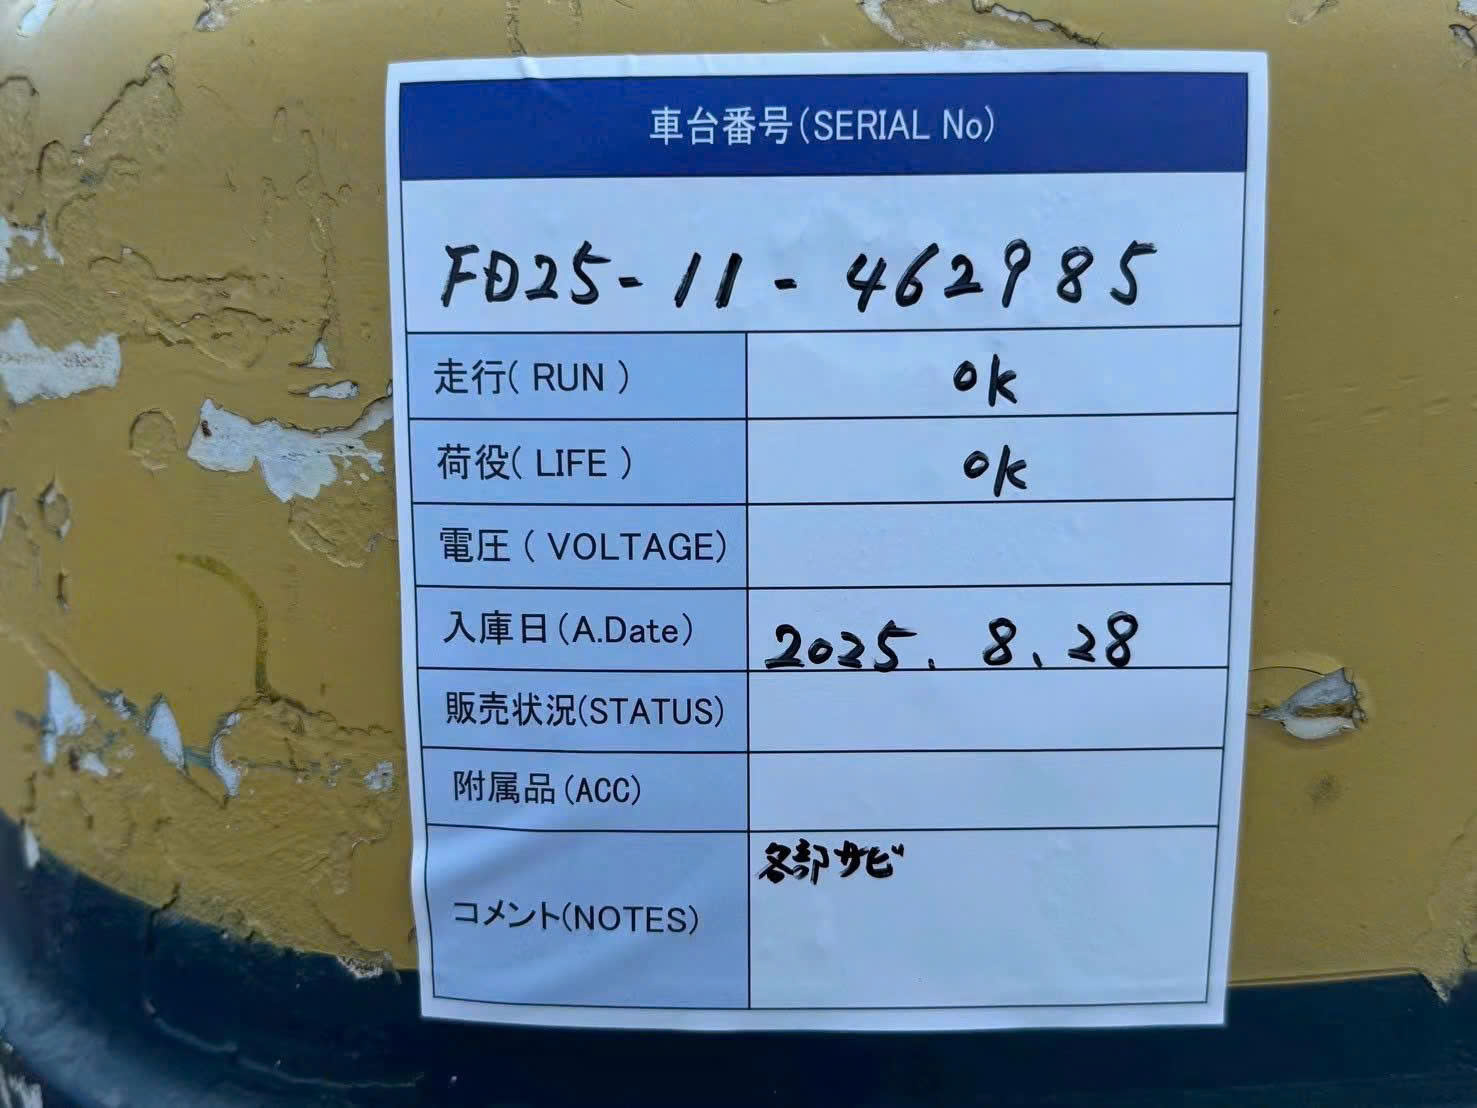 車台番号(SERIAL No)
FD25-11-462985
走行( RUN ) ok
荷役( LIFE ) ok
電圧( VOLTAGE)
入庫日(A.Date) 2025.8.28
販売状況(STATUS)
附属品(ACC)
コメント(NOTES) 各部サビ